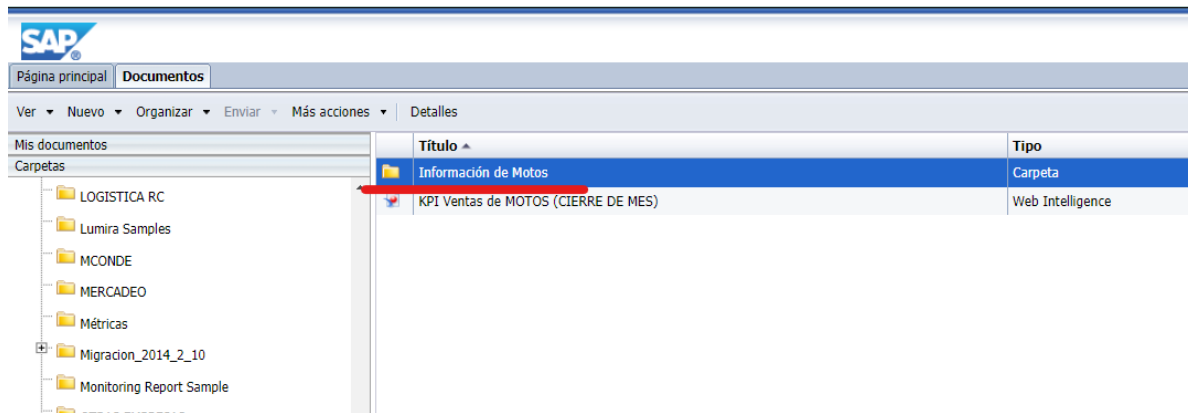 SAP®
Página principal Documentos
Ver Nuevo Organizar Enviar Más acciones Detalles
Mis documentos
Carpetas
LOGISTICA RC
Lumira Samples
MCONDE
MERCADEO
Métricas
Migracion_2014_2_10
Monitoring Report Sample
Título Tipo
Información de Motos Carpeta
KPI Ventas de MOTOS (CIERRE DE MES) Web Intelligence